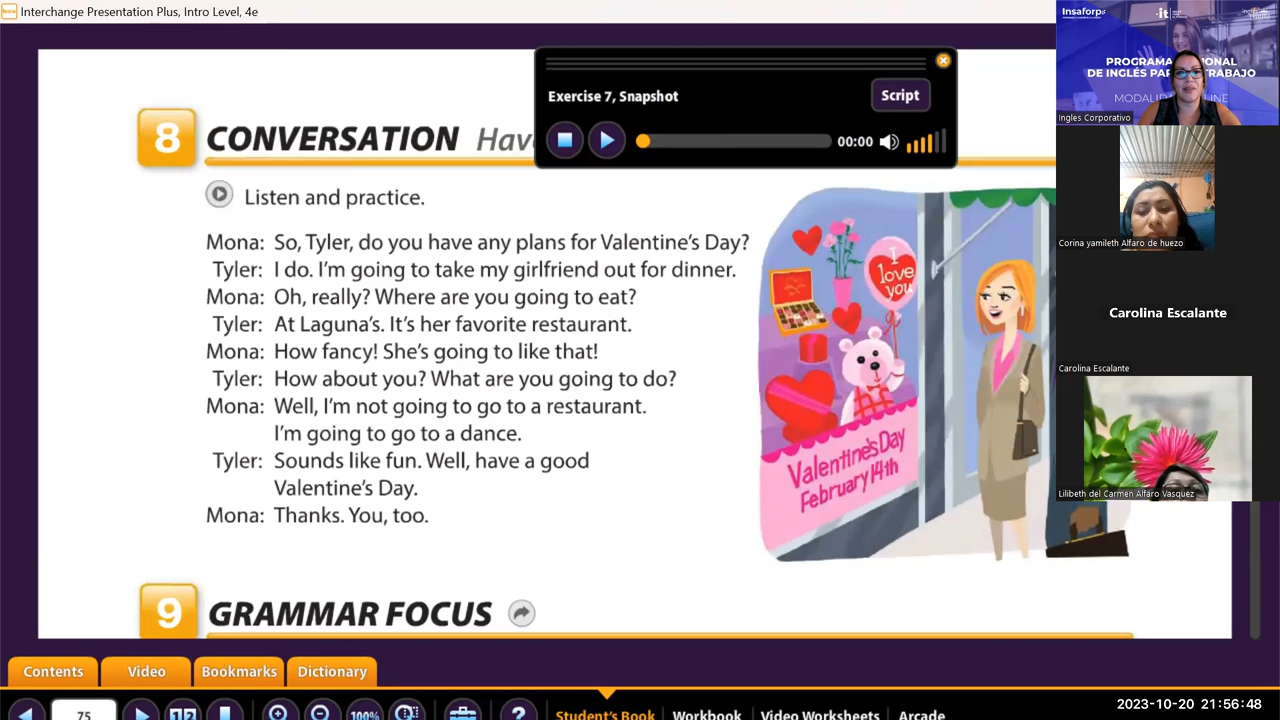 Interchange Presentation Plus, Intro Level, 4e
8 CONVERSATION Have
Exercise 7, Snapshot
Script
00:00
Listen and practice.
Mona: So, Tyler, do you have any plans for Valentine's Day?
Tyler: I do. I'm going to take my girlfriend out for dinner.
Mona: Oh, really? Where are you going to eat?
Tyler: At Laguna's. It's her favorite restaurant.
Mona: How fancy! She's going to like that!
Tyler: How about you? What are you going to do?
Mona: Well, I'm not going to go to a restaurant.
I'm going to go to a dance.
Tyler: Sounds like fun. Well, have a good
Valentine's Day.
Mona: Thanks. You, too.
I
love
you
Valentine's Day
February 14th
9 GRAMMAR FOCUS
Contents
Video
Bookmarks
Dictionary
75
12
100%
?
Student's Book
Workbook
Video Worksheets
Arcade
Insaforp
it
PROGRAMA
DE INGLÉS
TRABAJO
Ingles Corporativo
Corina yamileth Alfaro de huezo
Carolina Escalante
Carolina Escalante
Lilibeth del Carmen Alfaro Vasquez
2023-10-20 21:56:48